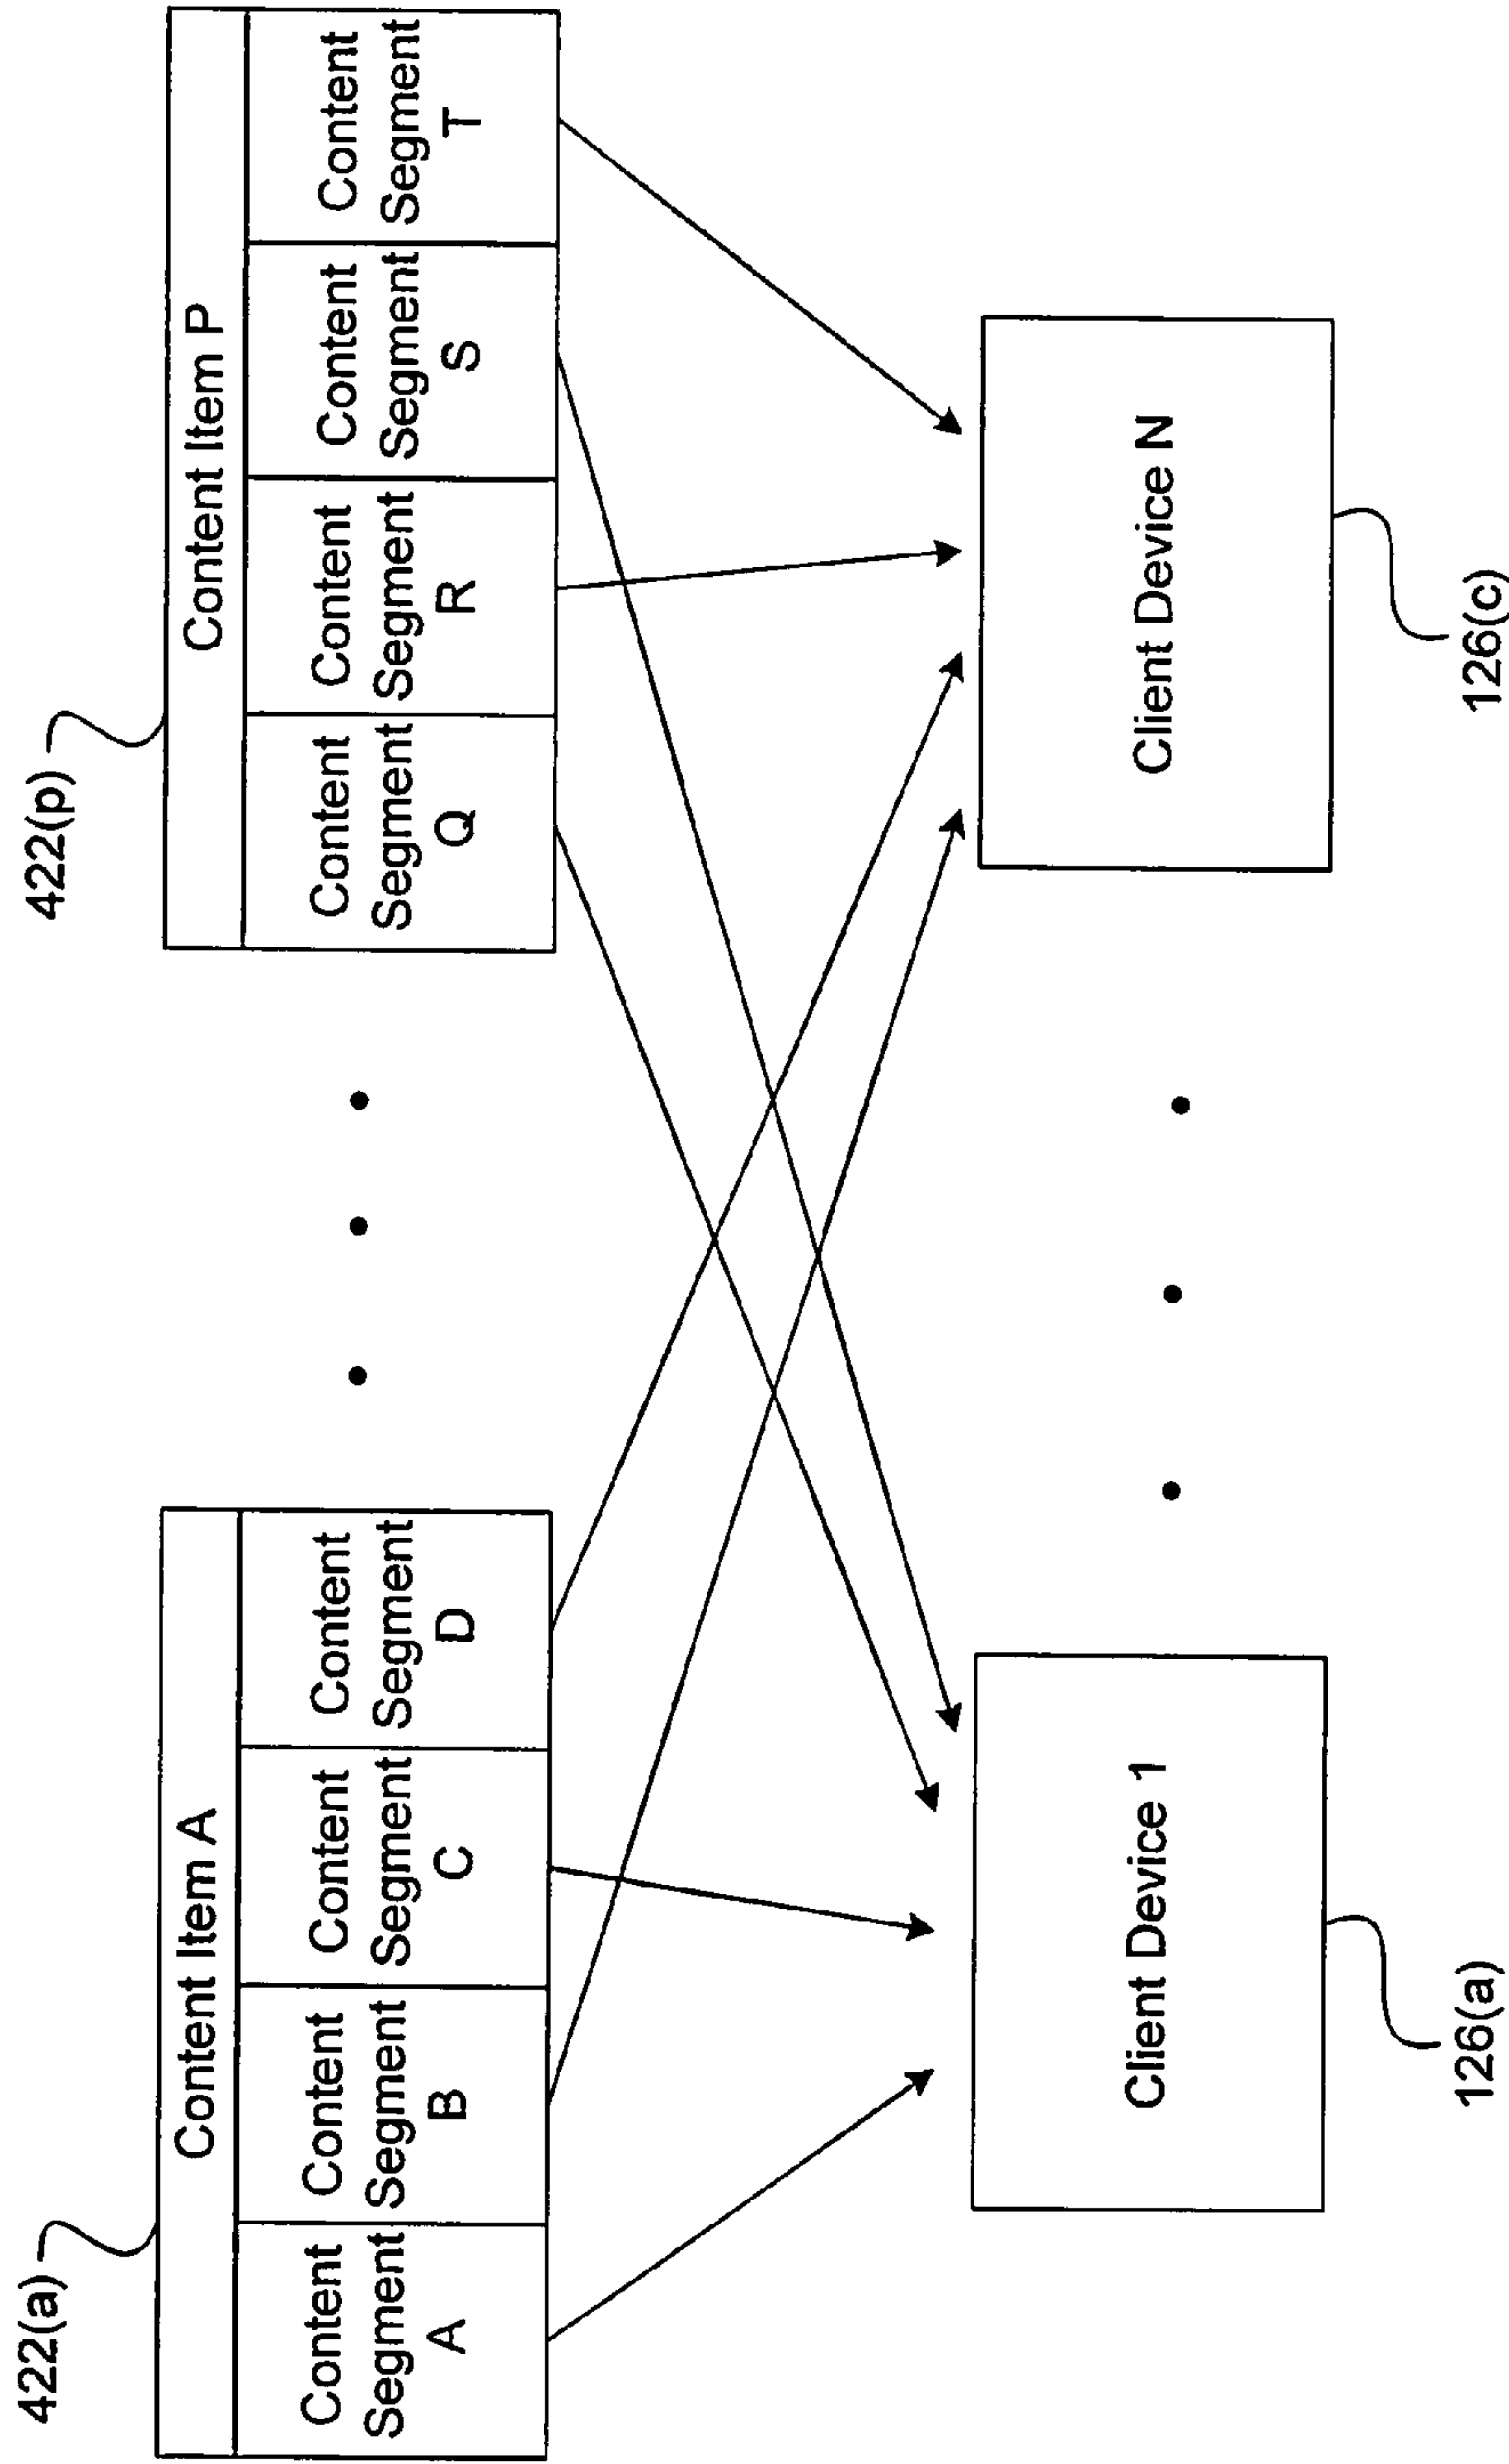 422(a)
Content Item A
Content
Segment
A
Content
Segment
B
Content
Segment
C
Content
Segment
D
422(p)
Content Item P
Content
Segment
Q
Content
Segment
R
Content
Segment
S
Content
Segment
T
Client Device 1
126(a)
Client Device N
126(c)